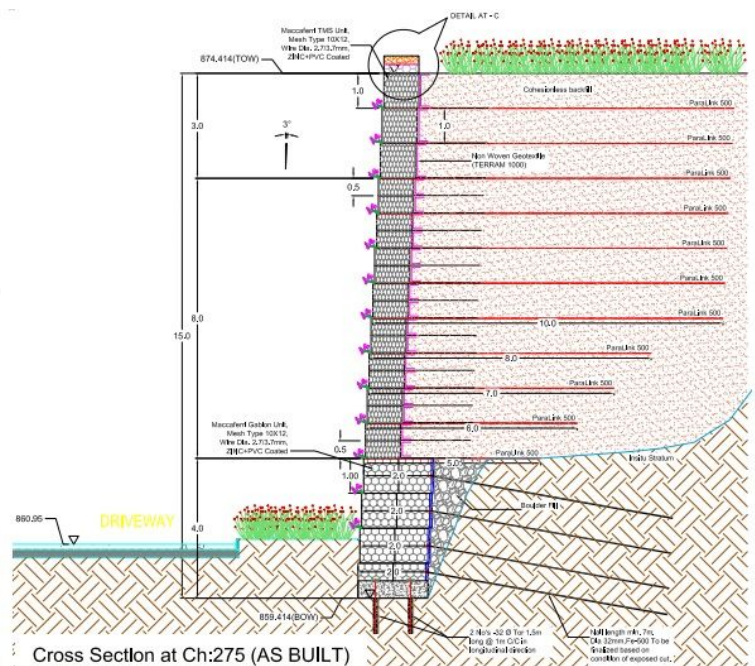 DETAIL AT - C
Maccaferri TMS Unit,
Mesh Type 10X12,
Wire Dia. 2.7/3.7mm,
ZINC+PVC Coated
874.414(TOW)
1.0
Cohesionless backfill
ParaLink 500
3.0
3°
1.0
ParaLink 500
Non Woven Geotextile
(TERRAM 1000)
ParaLink 500
0.5
ParaLink 500
ParaLink 500
ParaLink 500
15.0
8.0
ParaLink 500
10.0
ParaLink 500
8.0
ParaLink 500
7.0
Maccaferri Gabion Unit,
Mesh Type 10X12,
Wire Dia. 2.7/3.7mm,
ZINC+PVC Coated
6.0
0.5
ParaLink 500
5.0
Insitu Stratum
1.00
2.0
Boulder Fill
860.95
DRIVEWAY
4.0
2.0
2.0
2.0
859.414(BOW)
2 No's -32 Ø Tor 1.5m
long @ 1m C/C in
longitudinal direction
Nail length min. 7m,
Dia 32mm,Fe-500 To be
finalized based on
condition of exposed cut.
Cross Section at Ch:275 (AS BUILT)